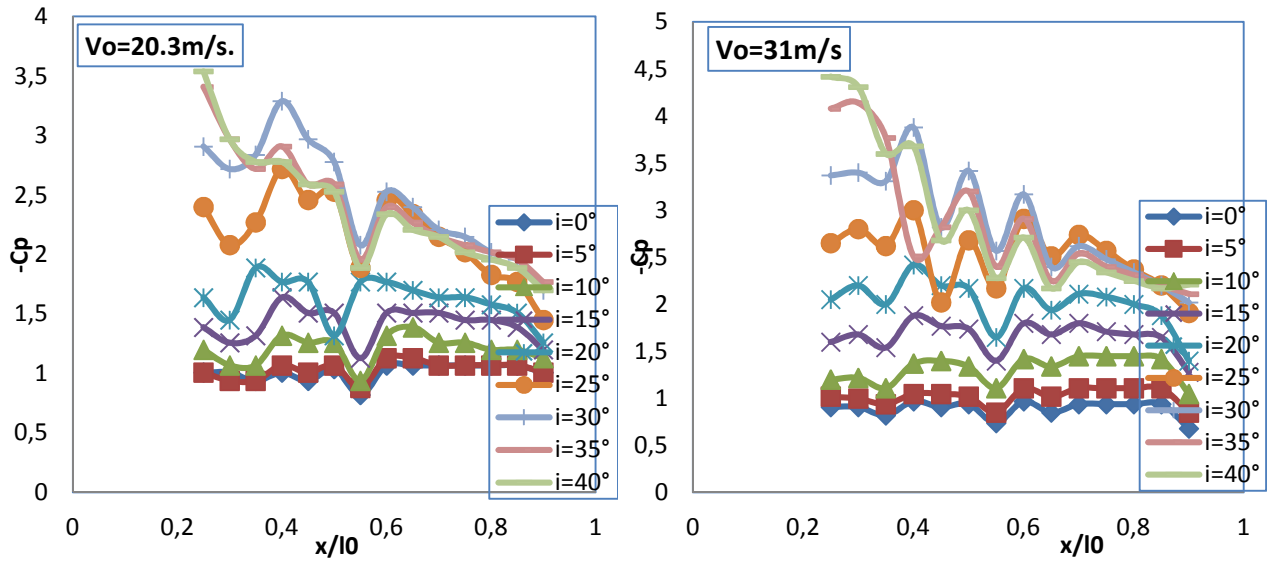 Vo=20.3m/s.
4
3,5
3
2,5
2
1,5
1
0,5
0
-Cp
0
0,2
0,4
0,6
0,8
1
x/l0
i=0°
i=5°
i=10°
i=15°
i=20°
i=25°
i=30°
i=35°
i=40°
Vo=31m/s
5
4,5
4
3,5
3
2,5
2
1,5
1
0,5
0
-Cp
0
0,2
0,4
0,6
0,8
1
x/l0
i=0°
i=5°
i=10°
i=15°
i=20°
i=25°
i=30°
i=35°
i=40°